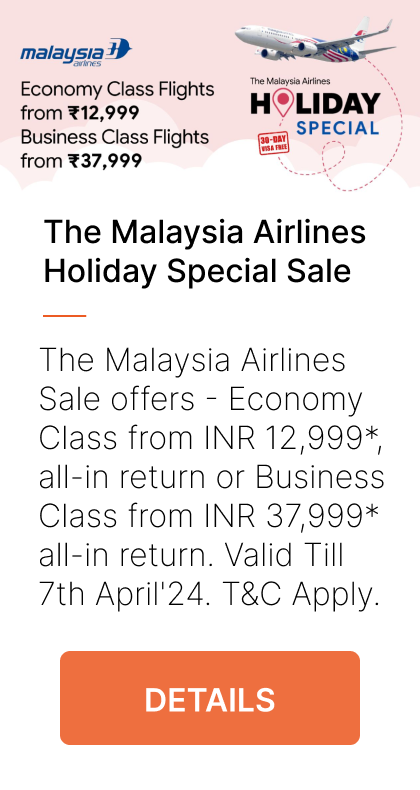 malaysia
airlines
Economy Class Flights
from ₹12,999
Business Class Flights
from ₹37,999
The Malaysia Airlines
HOLIDAY
SPECIAL
30-DAY
VISA FREE
The Malaysia Airlines
Holiday Special Sale
The Malaysia Airlines
Sale offers - Economy
Class from INR 12,999*,
all-in return or Business
Class from INR 37,999*
all-in return. Valid Till
7th April'24. T&C Apply.
DETAILS